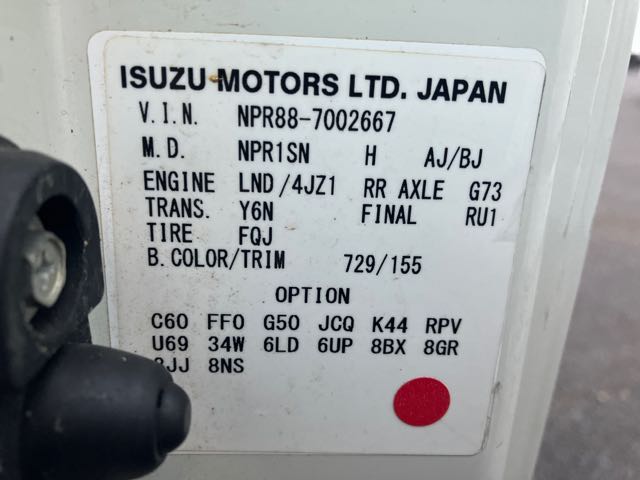 ISUZU MOTORS LTD. JAPAN
V.I.N. NPR88-7002667
M.D. NPR1SN H AJ/BJ
ENGINE LND/4JZ1 RR AXLE G73
TRANS. Y6N FINAL RU1
TIRE FQJ
B.COLOR/TRIM 729/155
OPTION
C60 FF0 G50 JCQ K44 RPV
U69 34W 6LD 6UP 8BX 8GR
8NS